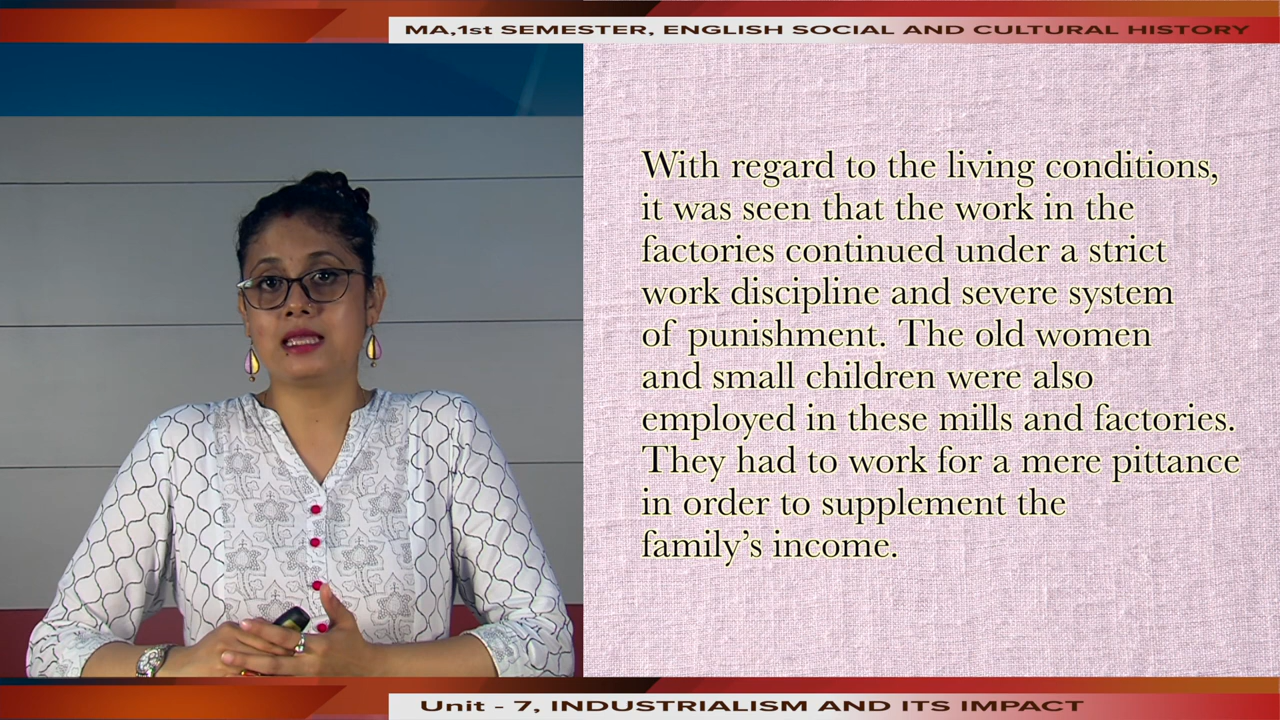 MA,1st SEMESTER, ENGLISH SOCIAL AND CULTURAL HISTORY
With regard to the living conditions,
it was seen that the work in the
factories continued under a strict
work discipline and severe system
of punishment. The old women
and small children were also
employed in these mills and factories.
They had to work for a mere pittance
in order to supplement the
family's income.
Unit - 7, INDUSTRIALISM AND ITS IMPACT